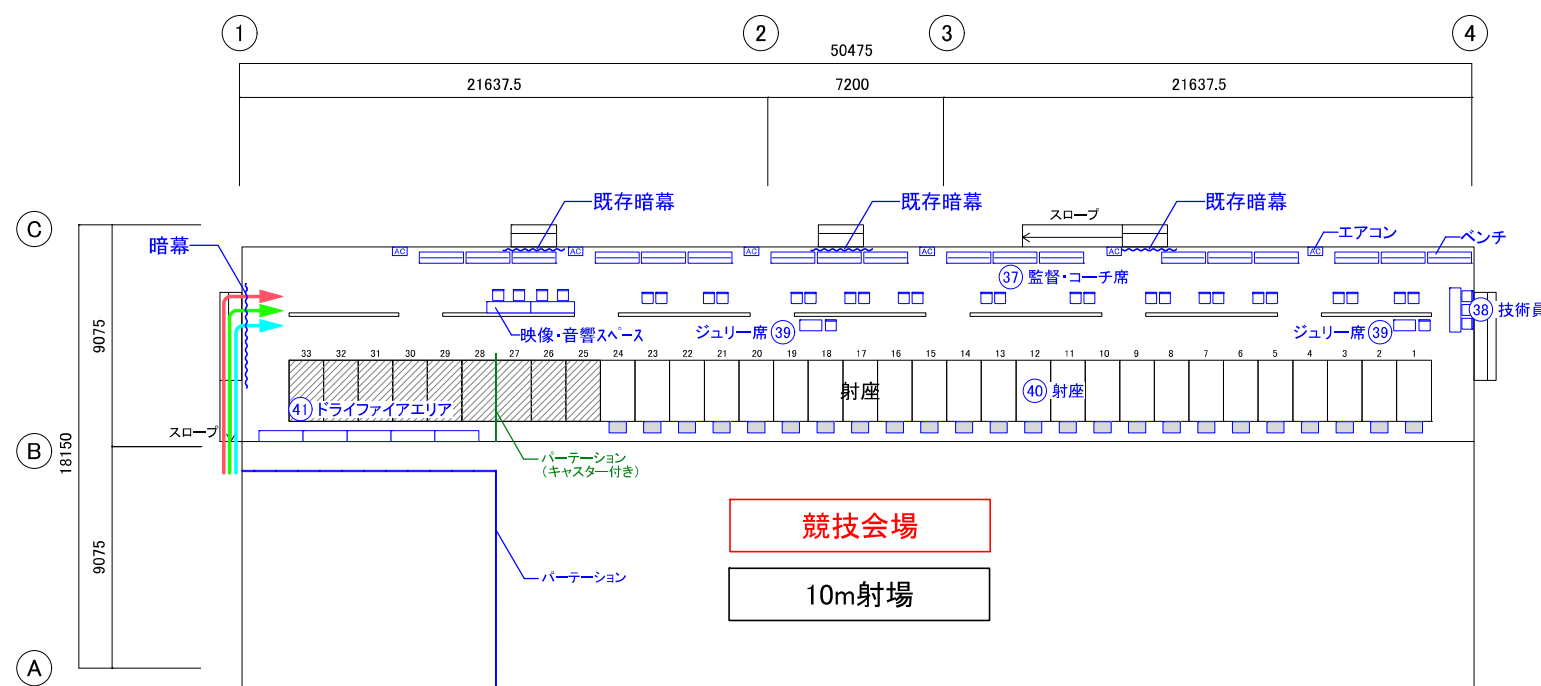 ① ② ③ ④
50475
21637.5 7200 21637.5
Ⓒ
既存暗幕 既存暗幕 スロープ 既存暗幕
暗幕
AC AC AC AC AC AC エアコン ベンチ
㊲ 監督・コーチ席
映像・音響スペース
ジュリー席 ㊴ ジュリー席 ㊴ ㊳ 技術員
9075
33 32 31 30 29 28 27 26 25 24 23 22 21 20 19 18 17 16 15 14 13 12 11 10 9 8 7 6 5 4 3 2 1
射座 ㊵ 射座
㊶ ドライファイアエリア
スロープ
Ⓑ
18150
パーテーション
(キャスター付き)
競技会場
9075
パーテーション
10m射場
Ⓐ